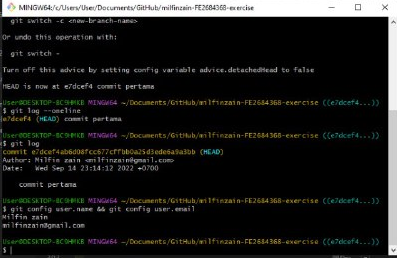 MINGW64:/c/Users/User/Documents/GitHub/milfinzain-FE2684368-exercise
git switch -c <new-branch-name>
Or undo this operation with:
git switch -
Turn off this advice by setting config variable advice.detachedHead to false
HEAD is now at e7dcef4 commit pertama
User@DESKTOP-8C9HMKB MINGW64 ~/Documents/GitHub/milfinzain-FE2684368-exercise ((e7dcef4...))
$ git log --oneline
e7dcef4 (HEAD) commit pertama
User@DESKTOP-8C9HMKB MINGW64 ~/Documents/GitHub/milfinzain-FE2684368-exercise ((e7dcef4...))
$ git log
commit (HEAD)
Author: Milfin zain <milfinzain@gmail.com>
Date: Wed Sep 14 23:14:12 2022 +0700
commit pertama
User@DESKTOP-8C9HMKB MINGW64 ~/Documents/GitHub/milfinzain-FE2684368-exercise ((e7dcef4...))
$ git config user.name && git config user.email
Milfin zain
milfinzain@gmail.com
User@DESKTOP-8C9HMKB MINGW64 ~/Documents/GitHub/milfinzain-FE2684368-exercise ((e7dcef4...))
$